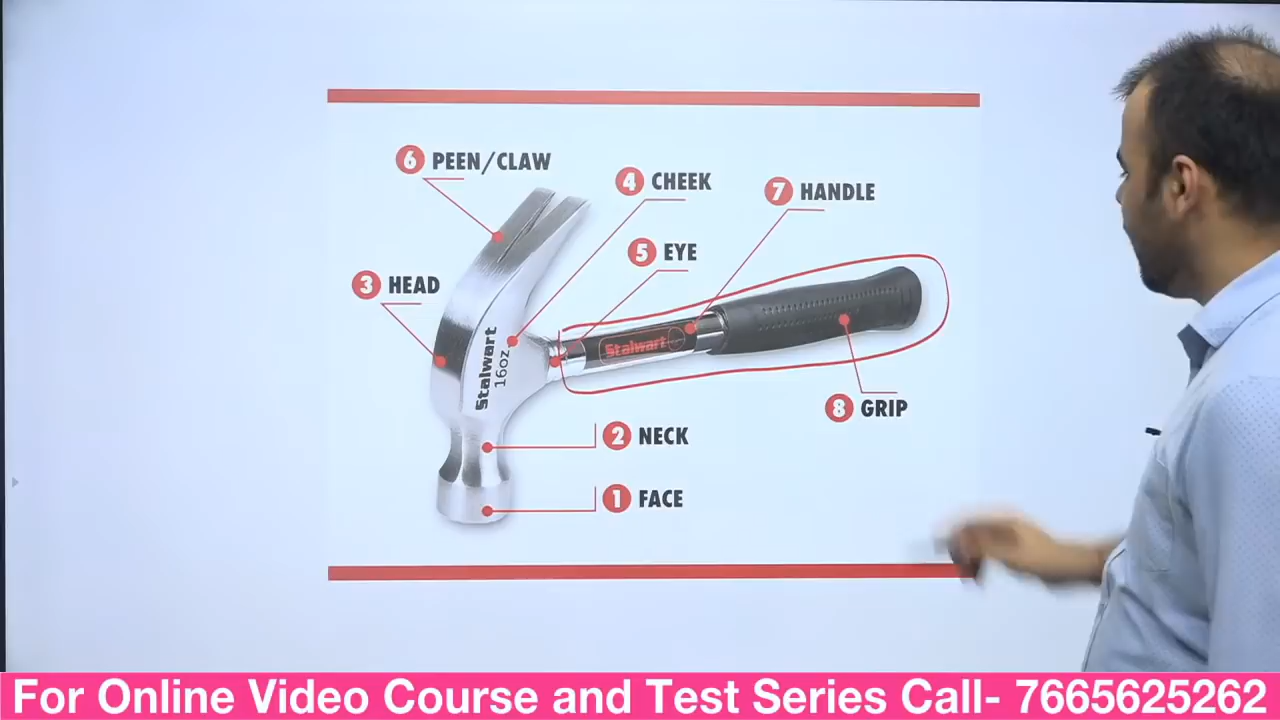 6 PEEN/CLAW
4 CHEEK
7 HANDLE
5 EYE
3 HEAD
Stalwart
Stalwart
16oz
8 GRIP
2 NECK
1 FACE
For Online Video Course and Test Series Call- 7665625262